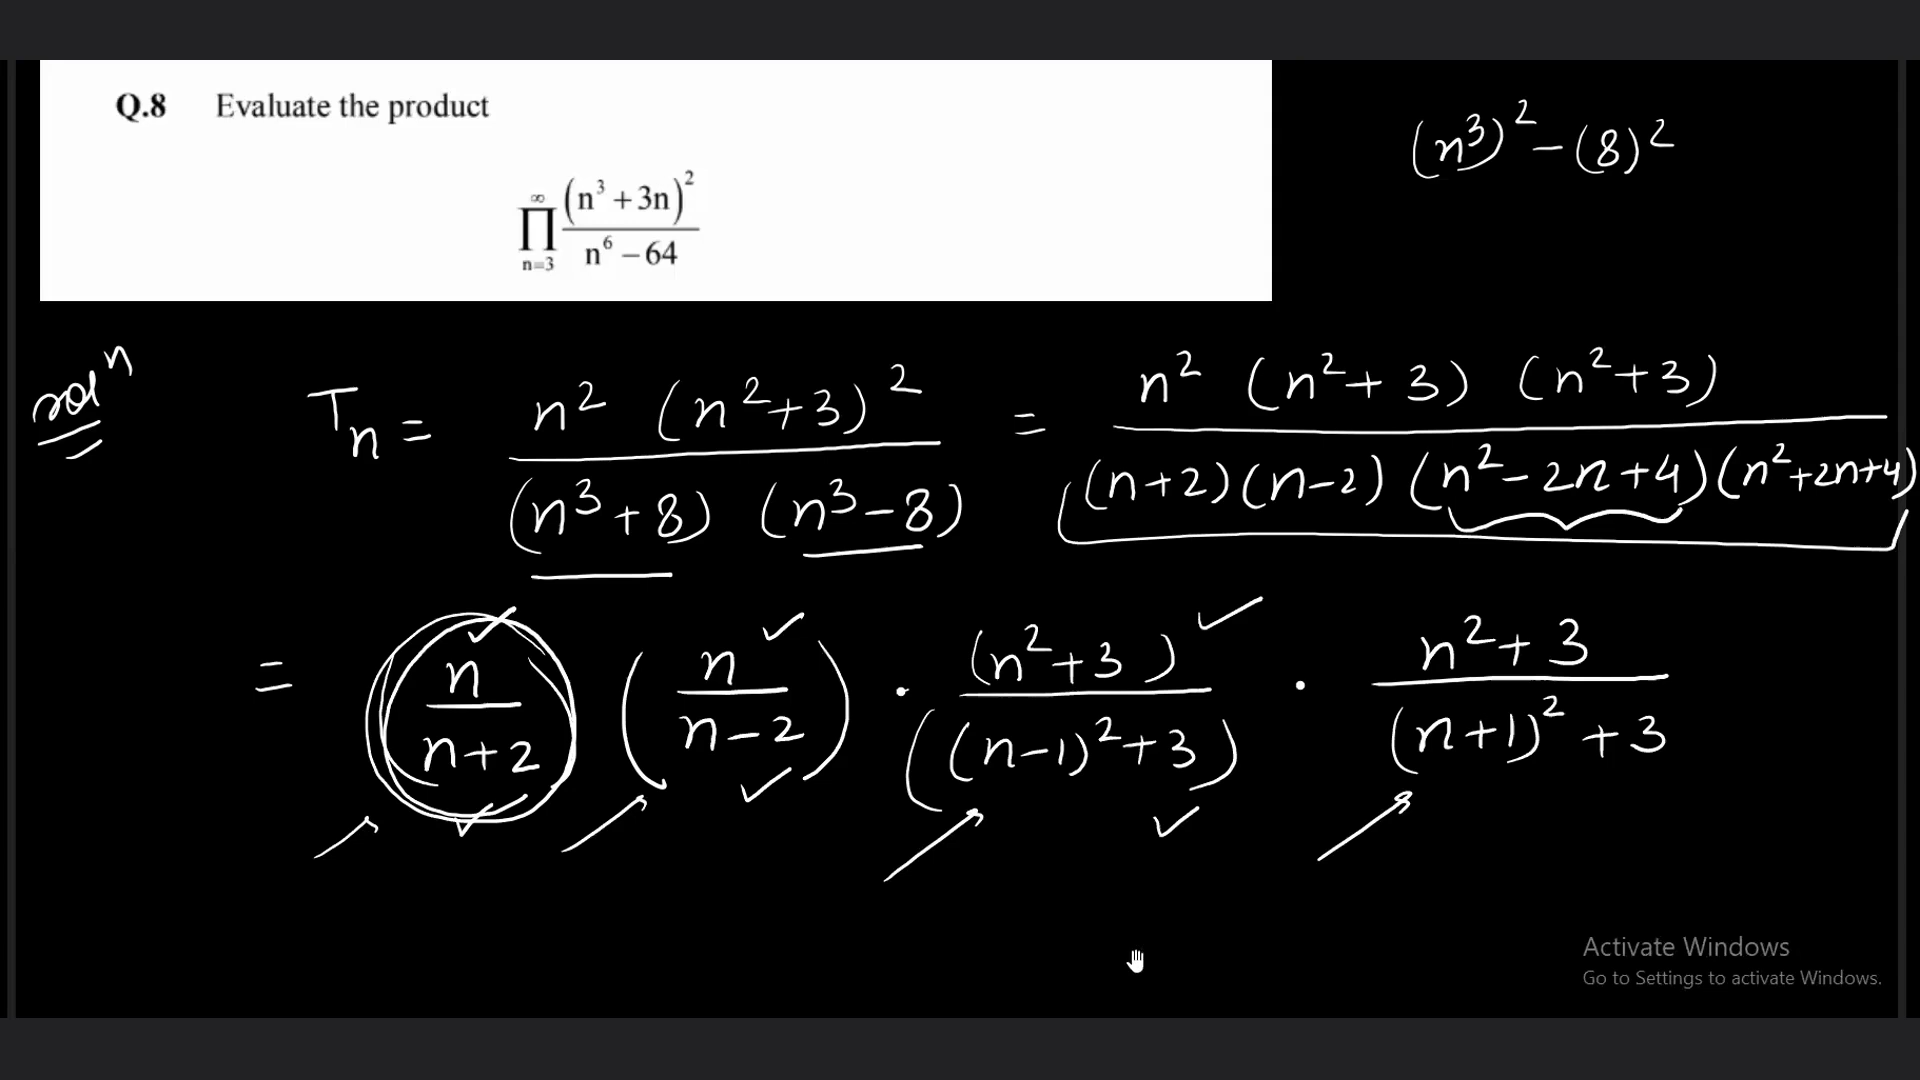 Q.8 Evaluate the product
∞ ∏ n=3 (n³ + 3n)² / n⁶ − 64
(n³)² − (8)²
solⁿ
Tₙ = n² (n²+3)² / (n³+8) (n³−8) = n² (n²+3) (n²+3) / (n+2)(n−2)(n²−2n+4)(n²+2n+4)
= n / n+2 (n / n−2) · (n²+3) / ((n−1)²+3) · n²+3 / (n+1)²+3
Activate Windows
Go to Settings to activate Windows.